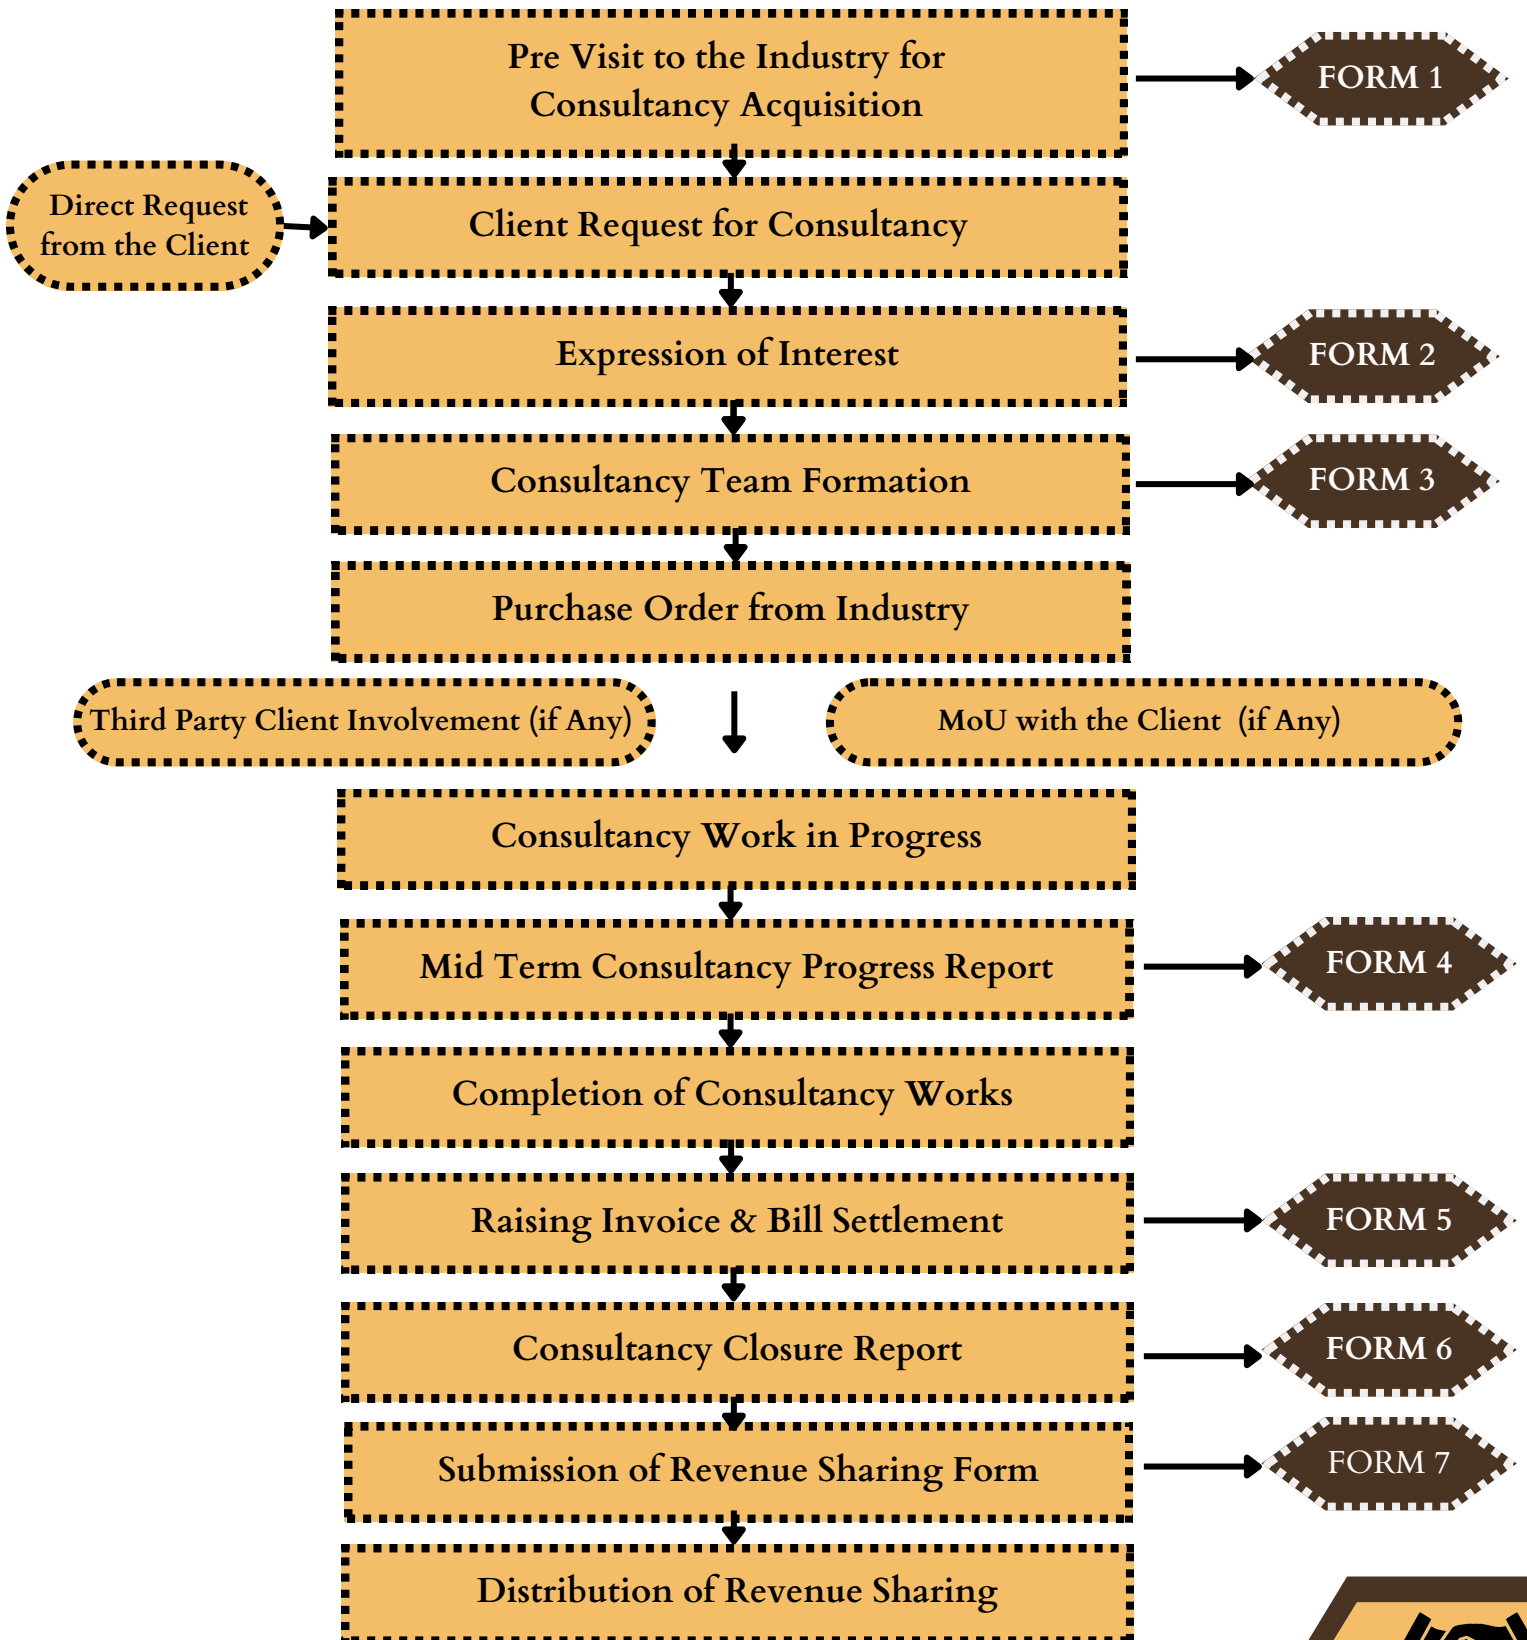 Pre Visit to the Industry for
Consultancy Acquisition
FORM 1
Direct Request
from the Client
Client Request for Consultancy
Expression of Interest
FORM 2
Consultancy Team Formation
FORM 3
Purchase Order from Industry
Third Party Client Involvement (if Any)
MoU with the Client (if Any)
Consultancy Work in Progress
Mid Term Consultancy Progress Report
FORM 4
Completion of Consultancy Works
Raising Invoice & Bill Settlement
FORM 5
Consultancy Closure Report
FORM 6
Submission of Revenue Sharing Form
FORM 7
Distribution of Revenue Sharing